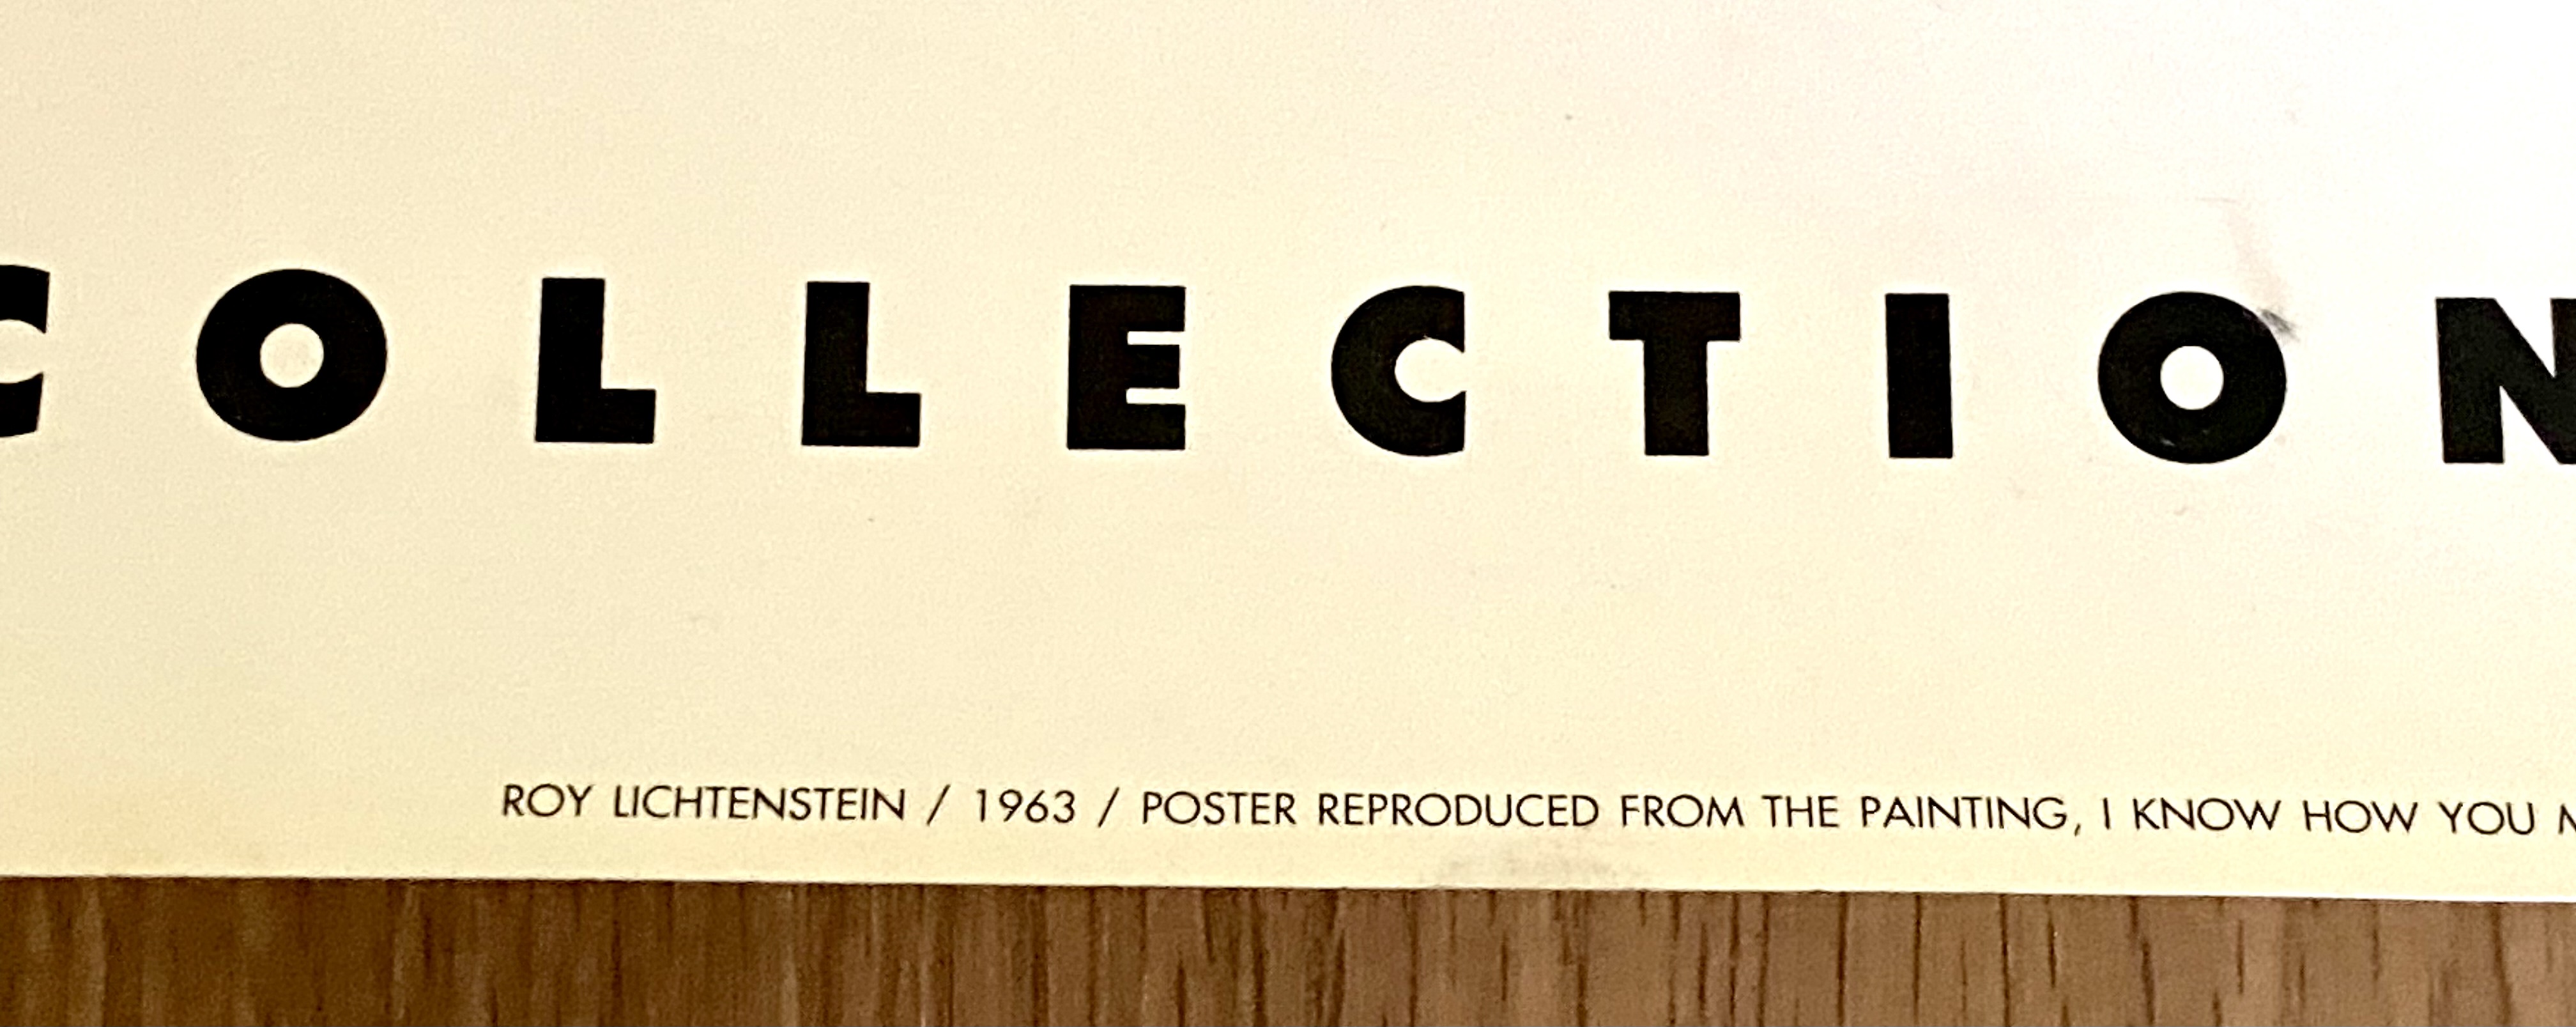 COLLECTION
ROY LICHTENSTEIN / 1963 / POSTER REPRODUCED FROM THE PAINTING, I KNOW HOW YOU